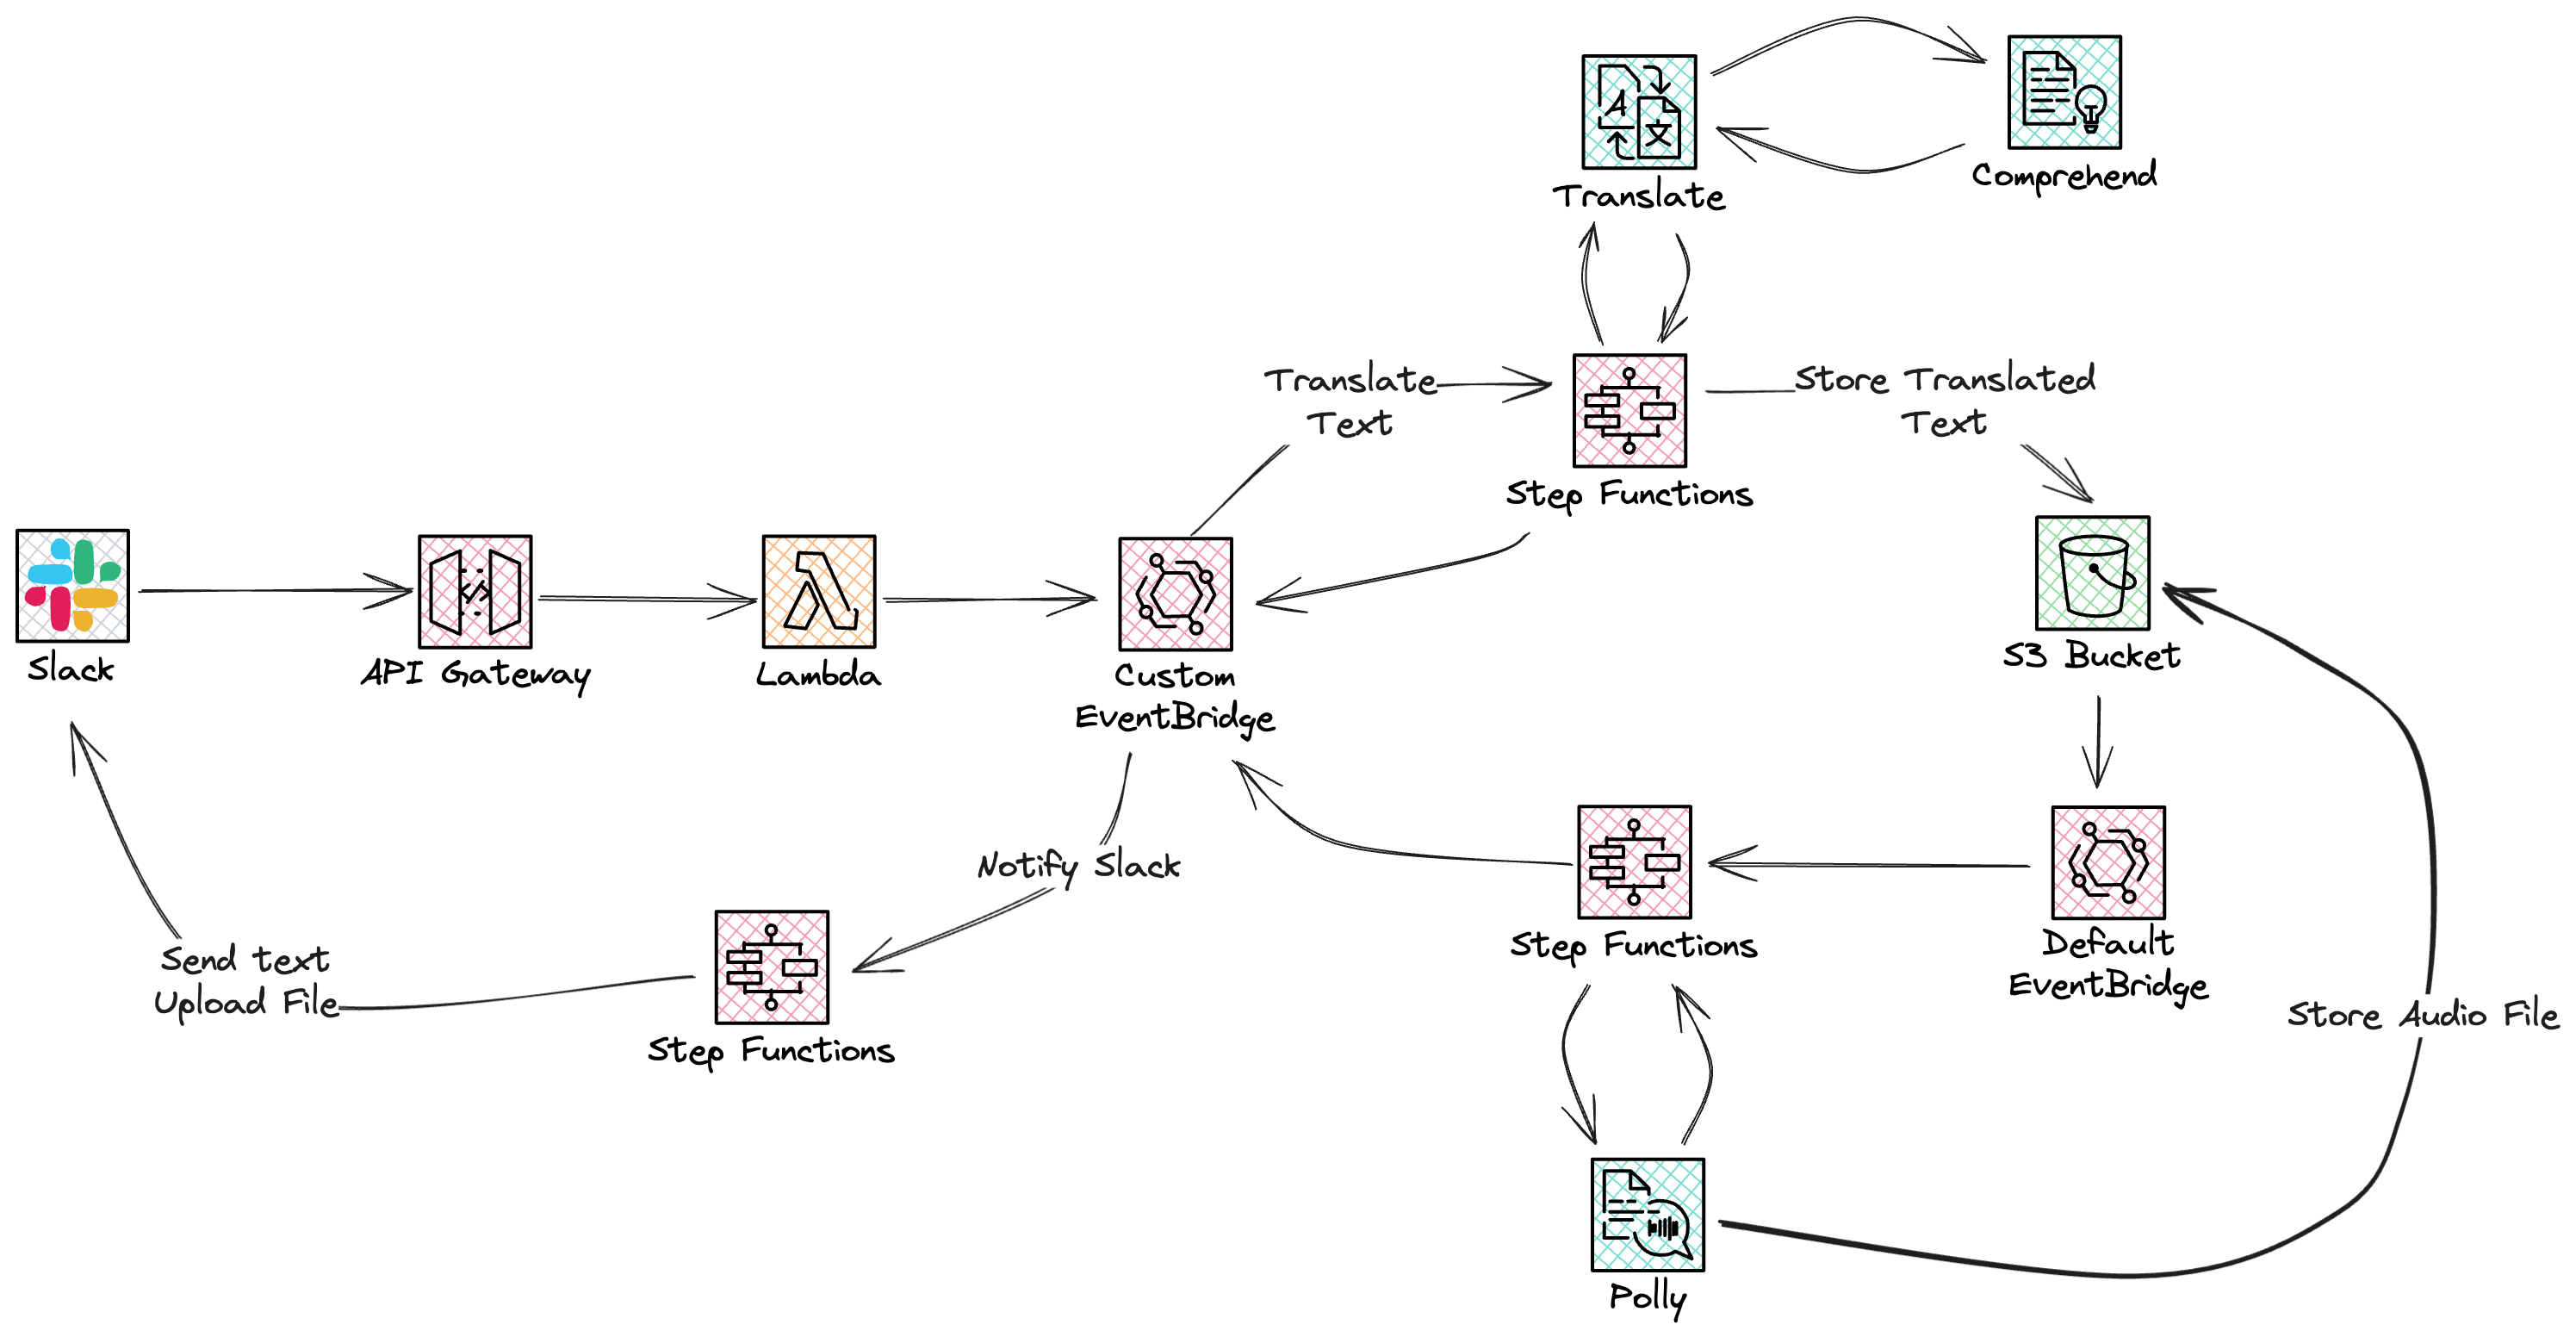 Translate
Comprehend
Translate
Text
Store Translated
Text
Step Functions
Slack
API Gateway
Lambda
Custom
EventBridge
S3 Bucket
Notify Slack
Step Functions
Default
EventBridge
Send text
Upload File
Step Functions
Store Audio File
Polly